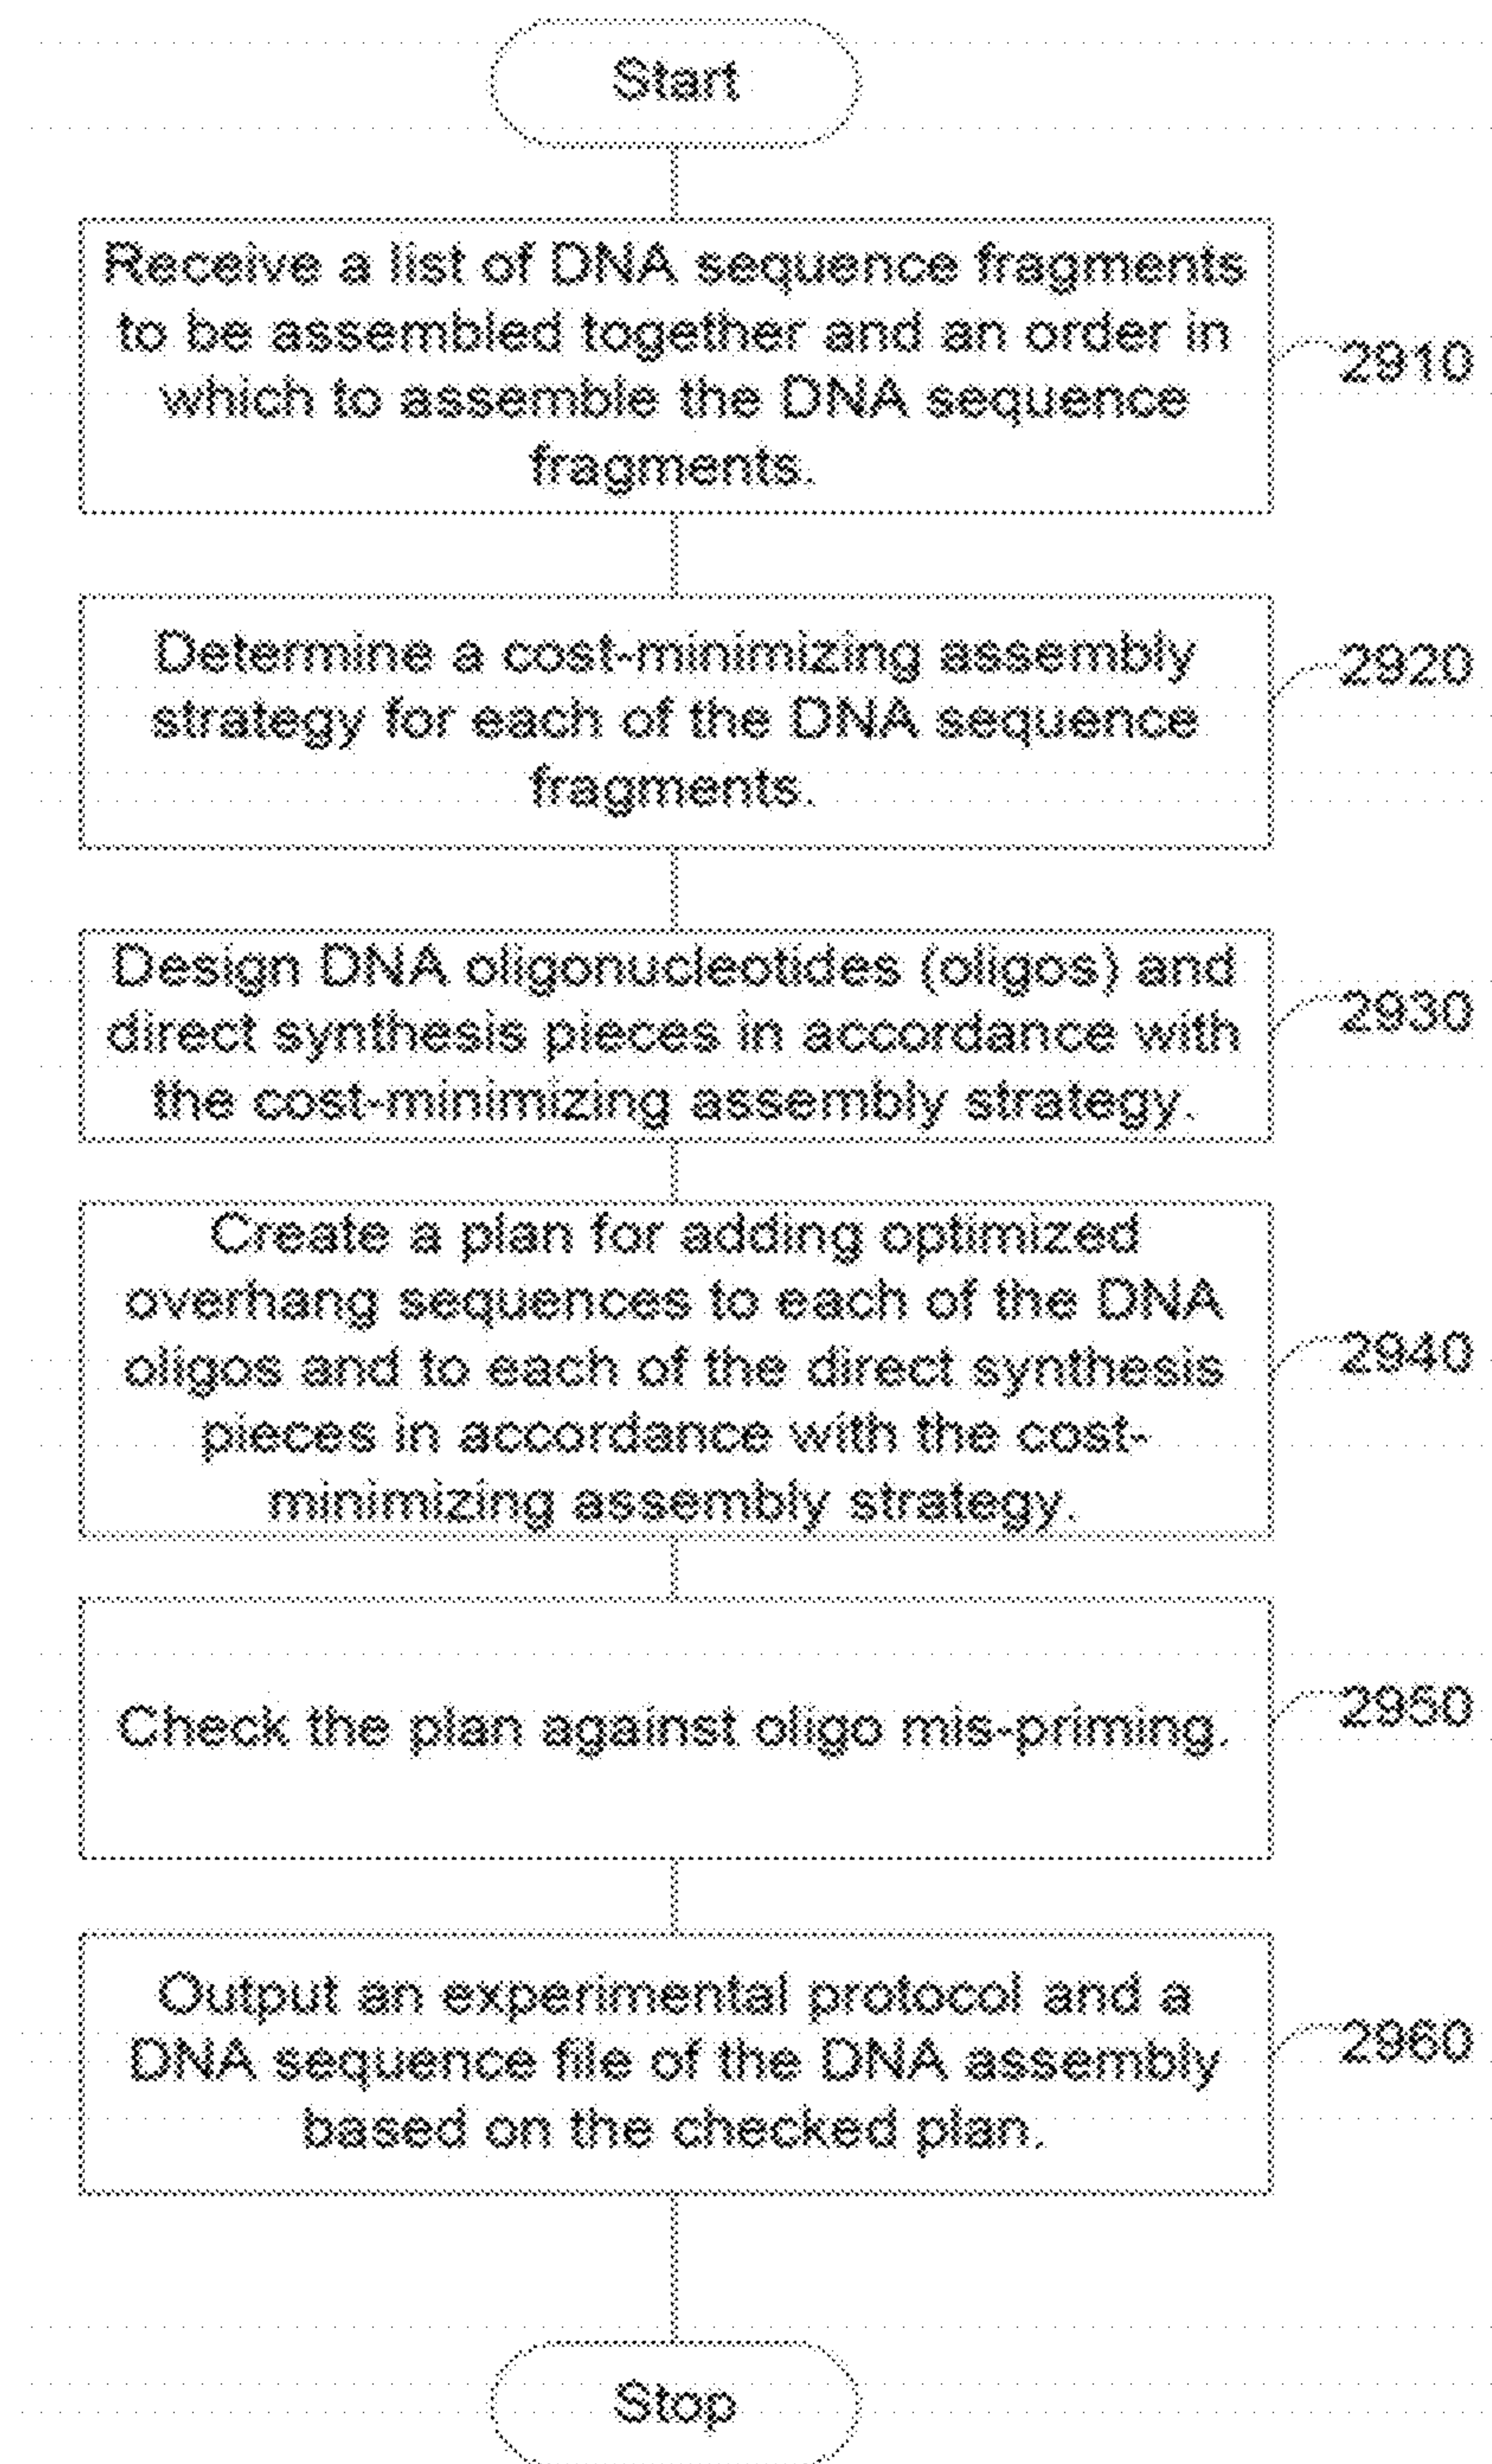 Start
Receive a list of DNA sequence fragments
to be assembled together and an order in
which to assemble the DNA sequence
fragments.
2910
Determine a cost-minimizing assembly
strategy for each of the DNA sequence
fragments.
2920
Design DNA oligonucleotides (oligos) and
direct synthesis pieces in accordance with
the cost-minimizing assembly strategy.
2930
Create a plan for adding optimized
overhang sequences to each of the DNA
oligos and to each of the direct synthesis
pieces in accordance with the cost-
minimizing assembly strategy.
2940
Check the plan against oligo mis-priming.
2950
Output an experimental protocol and a
DNA sequence file of the DNA assembly
based on the checked plan.
2960
Stop